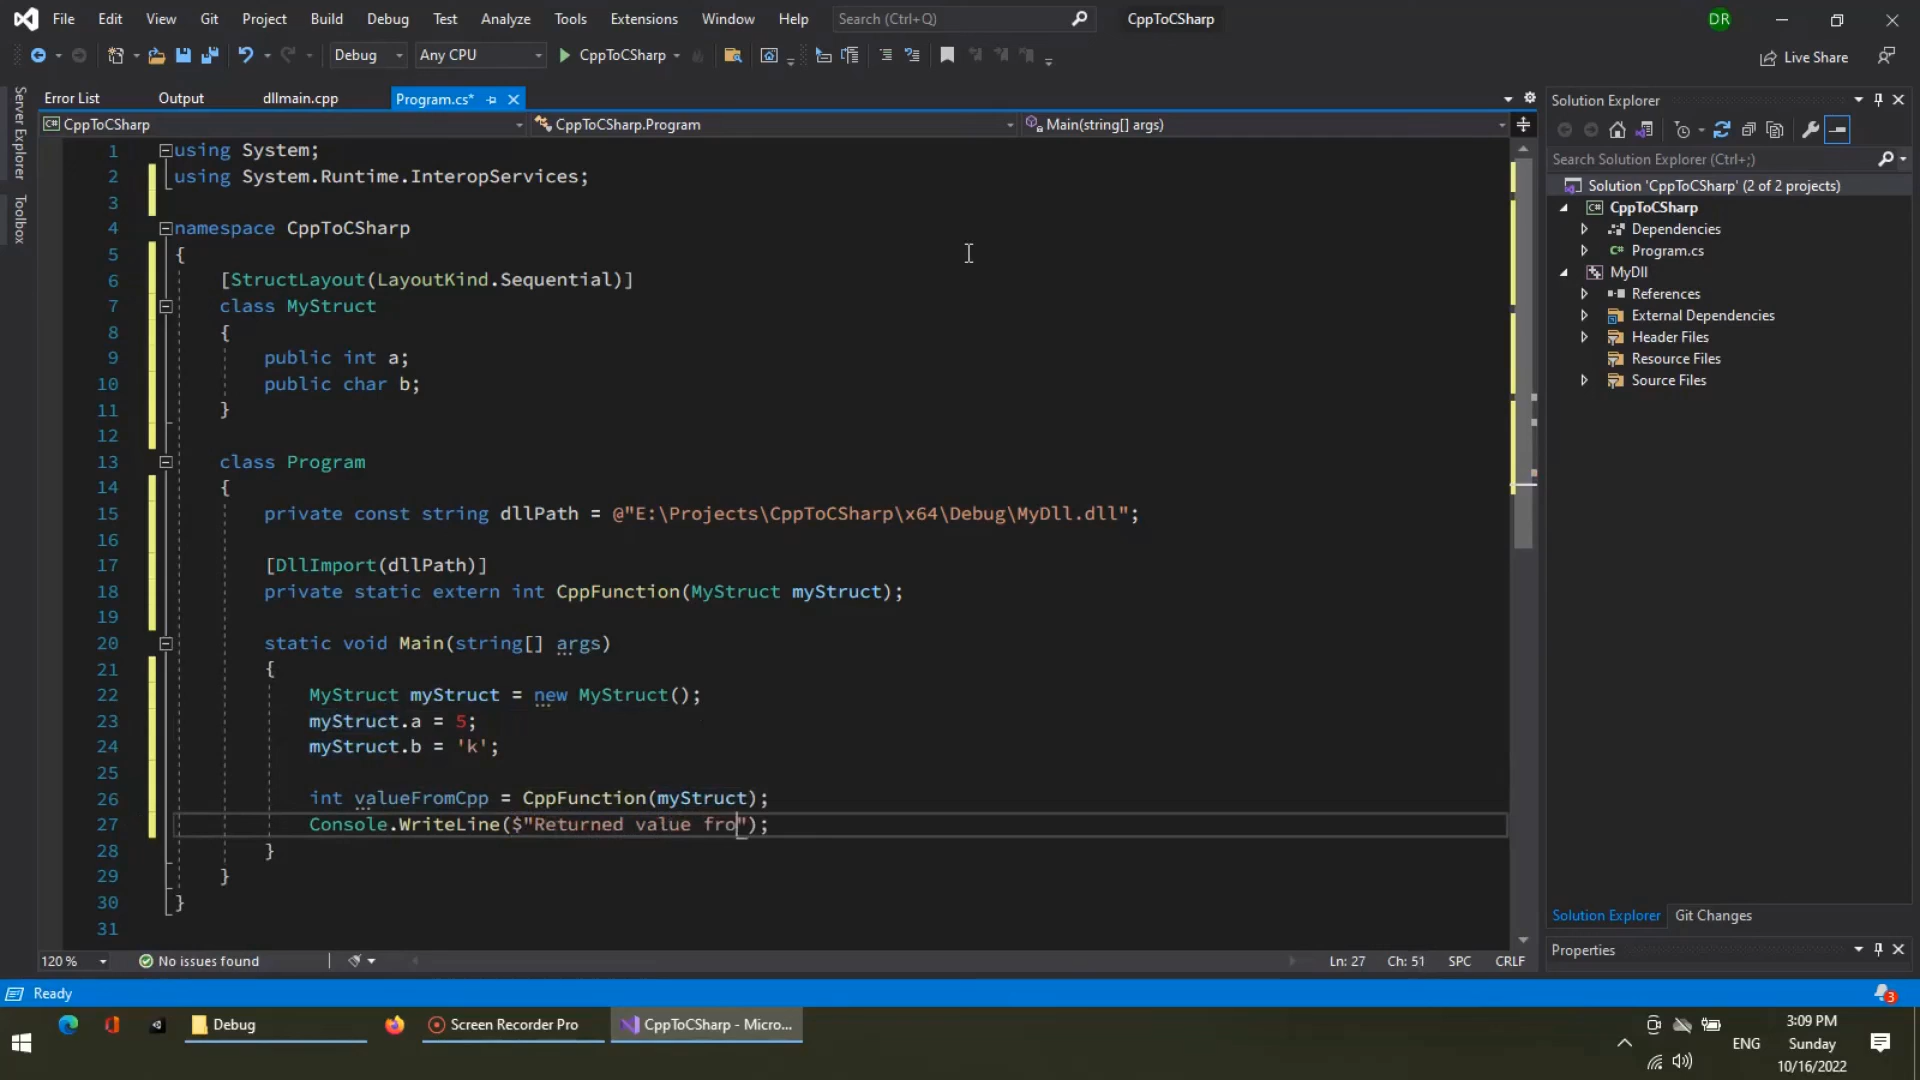 File Edit View Git Project Build Debug Test Analyze Tools Extensions Window Help Search (Ctrl+Q) CppToCSharp DR
Debug Any CPU CppToCSharp Live Share
Server Explorer
Toolbox
Error List Output dllmain.cpp Program.cs*
CppToCSharp CppToCSharp.Program Main(string[] args)
1 using System;
2 using System.Runtime.InteropServices;
3
4 namespace CppToCSharp
5 {
6 [StructLayout(LayoutKind.Sequential)]
7 class MyStruct
8 {
9 public int a;
10 public char b;
11 }
12
13 class Program
14 {
15 private const string dllPath = @"E:\Projects\CppToCSharp\x64\Debug\MyDll.dll";
16
17 [DllImport(dllPath)]
18 private static extern int CppFunction(MyStruct myStruct);
19
20 static void Main(string[] args)
21 {
22 MyStruct myStruct = new MyStruct();
23 myStruct.a = 5;
24 myStruct.b = 'k';
25
26 int valueFromCpp = CppFunction(myStruct);
27 Console.WriteLine($"Returned value fro");
28 }
29 }
30 }
31
120 % No issues found Ln: 27 Ch: 51 SPC CRLF
Solution Explorer
Search Solution Explorer (Ctrl+;)
Solution 'CppToCSharp' (2 of 2 projects)
C# CppToCSharp
Dependencies
C# Program.cs
MyDll
References
External Dependencies
Header Files
Resource Files
Source Files
Solution Explorer Git Changes
Properties
Ready 3
Debug Screen Recorder Pro CppToCSharp - Micro... ENG
3:09 PM
Sunday
10/16/2022